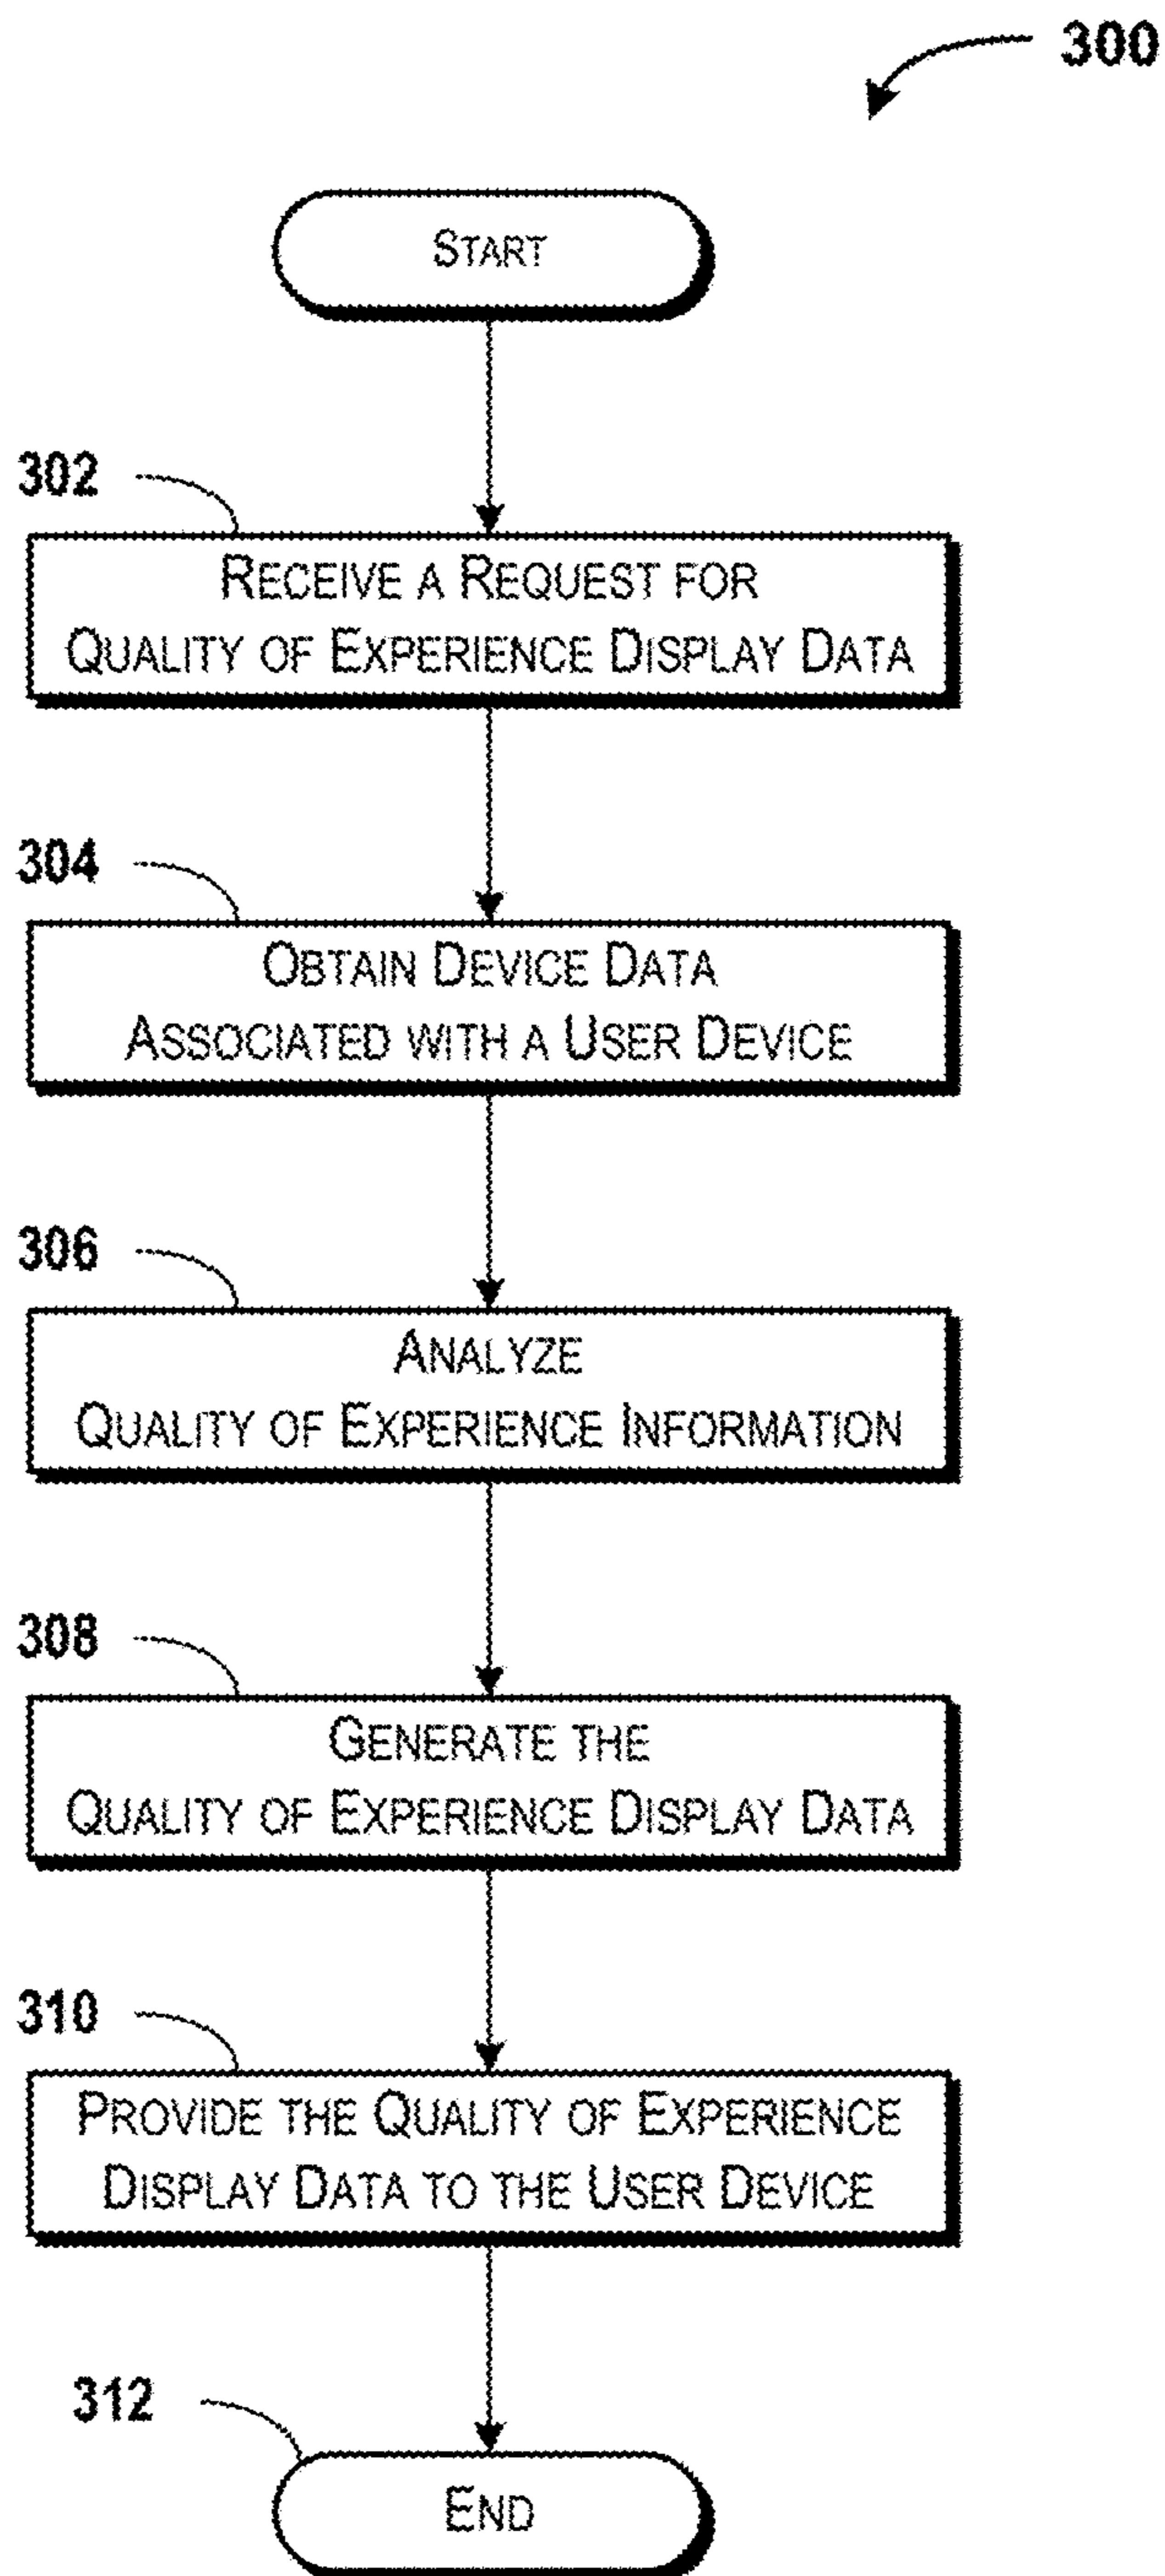 300
START
302
RECEIVE A REQUEST FOR
QUALITY OF EXPERIENCE DISPLAY DATA
304
OBTAIN DEVICE DATA
ASSOCIATED WITH A USER DEVICE
306
ANALYZE
QUALITY OF EXPERIENCE INFORMATION
308
GENERATE THE
QUALITY OF EXPERIENCE DISPLAY DATA
310
PROVIDE THE QUALITY OF EXPERIENCE
DISPLAY DATA TO THE USER DEVICE
312
END